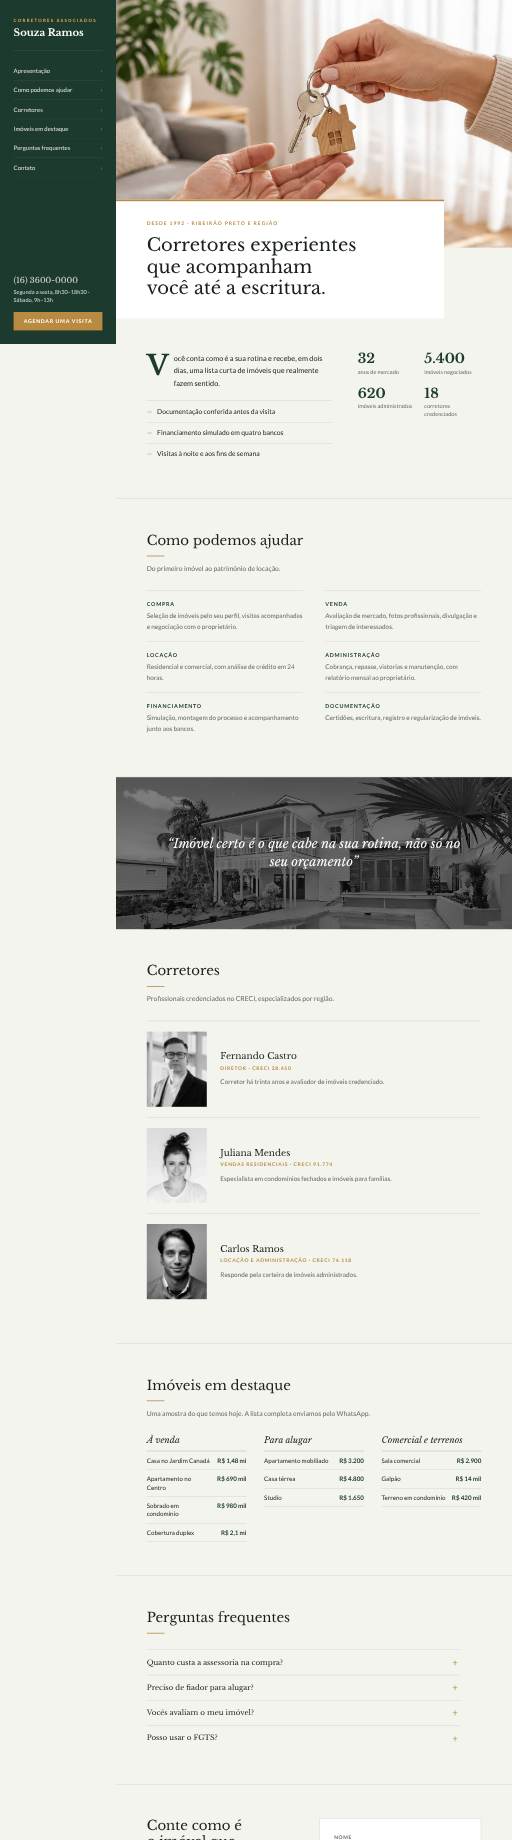 CORRETORES ASSOCIADOS
Souza Ramos
Apresentação
Como podemos ajudar
Corretores
Imóveis em destaque
Perguntas frequentes
Contato
(16) 3600-0000
Segunda a sexta, 8h30–18h30 ·
Sábado, 9h–13h
AGENDAR UMA VISITA
DESDE 1992 · RIBEIRÃO PRETO E REGIÃO
Corretores experientes
que acompanham
você até a escritura.
Você conta como é a sua rotina e recebe, em dois
dias, uma lista curta de imóveis que realmente
fazem sentido.
— Documentação conferida antes da visita
— Financiamento simulado em quatro bancos
— Visitas à noite e aos fins de semana
32
anos de mercado
5.400
imóveis negociados
620
imóveis administrados
18
corretores
credenciados
Como podemos ajudar
Do primeiro imóvel ao patrimônio de locação.
COMPRA
Seleção de imóveis pelo seu perfil, visitas acompanhadas
e negociação com o proprietário.
VENDA
Avaliação de mercado, fotos profissionais, divulgação e
triagem de interessados.
LOCAÇÃO
Residencial e comercial, com análise de crédito em 24
horas.
ADMINISTRAÇÃO
Cobrança, repasse, vistorias e manutenção, com
relatório mensal ao proprietário.
FINANCIAMENTO
Simulação, montagem do processo e acompanhamento
junto aos bancos.
DOCUMENTAÇÃO
Certidões, escritura, registro e regularização de imóveis.
“Imóvel certo é o que cabe na sua rotina, não só no
seu orçamento”
Corretores
Profissionais credenciados no CRECI, especializados por região.
Fernando Castro
DIRETOR · CRECI 38.450
Corretor há trinta anos e avaliador de imóveis credenciado.
Juliana Mendes
VENDAS RESIDENCIAIS · CRECI 91.774
Especialista em condomínios fechados e imóveis para famílias.
Carlos Ramos
LOCAÇÃO E ADMINISTRAÇÃO · CRECI 76.118
Responde pela carteira de imóveis administrados.
Imóveis em destaque
Uma amostra do que temos hoje. A lista completa enviamos pelo WhatsApp.
À venda
Casa no Jardim Canadá R$ 1,48 mi
Apartamento no
Centro R$ 690 mil
Sobrado em
condomínio R$ 980 mil
Cobertura duplex R$ 2,1 mi
Para alugar
Apartamento mobiliado R$ 3.200
Casa térrea R$ 4.800
Studio R$ 1.650
Comercial e terrenos
Sala comercial R$ 2.900
Galpão R$ 14 mil
Terreno em condomínio R$ 420 mil
Perguntas frequentes
Quanto custa a assessoria na compra? +
Preciso de fiador para alugar? +
Vocês avaliam o meu imóvel? +
Posso usar o FGTS? +
Conte como é
o imóvel que
NOME